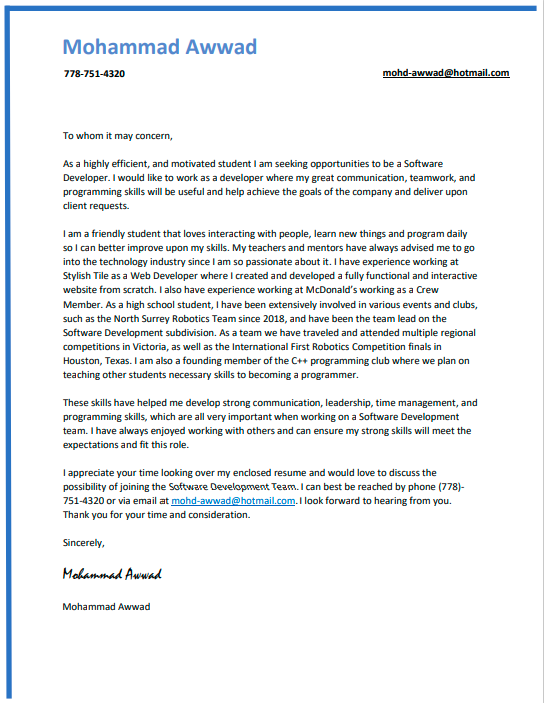 Mohammad Awwad
778-751-4320 mohd-awwad@hotmail.com
To whom it may concern,
As a highly efficient, and motivated student I am seeking opportunities to be a Software
Developer. I would like to work as a developer where my great communication, teamwork, and
programming skills will be useful and help achieve the goals of the company and deliver upon
client requests.
I am a friendly student that loves interacting with people, learn new things and program daily
so I can better improve upon my skills. My teachers and mentors have always advised me to go
into the technology industry since I am so passionate about it. I have experience working at
Stylish Tile as a Web Developer where I created and developed a fully functional and interactive
website from scratch. I also have experience working at McDonald's working as a Crew
Member. As a high school student, I have been extensively involved in various events and clubs,
such as the North Surrey Robotics Team since 2018, and have been the team lead on the
Software Development subdivision. As a team we have traveled and attended multiple regional
competitions in Victoria, as well as the International First Robotics Competition finals in
Houston, Texas. I am also a founding member of the C++ programming club where we plan on
teaching other students necessary skills to becoming a programmer.
These skills have helped me develop strong communication, leadership, time management, and
programming skills, which are all very important when working on a Software Development
team. I have always enjoyed working with others and can ensure my strong skills will meet the
expectations and fit this role.
I appreciate your time looking over my enclosed resume and would love to discuss the
possibility of joining the Software Development Team. I can best be reached by phone (778)-
751-4320 or via email at mohd-awwad@hotmail.com. I look forward to hearing from you.
Thank you for your time and consideration.
Sincerely,
Mohammad Awwad
Mohammad Awwad